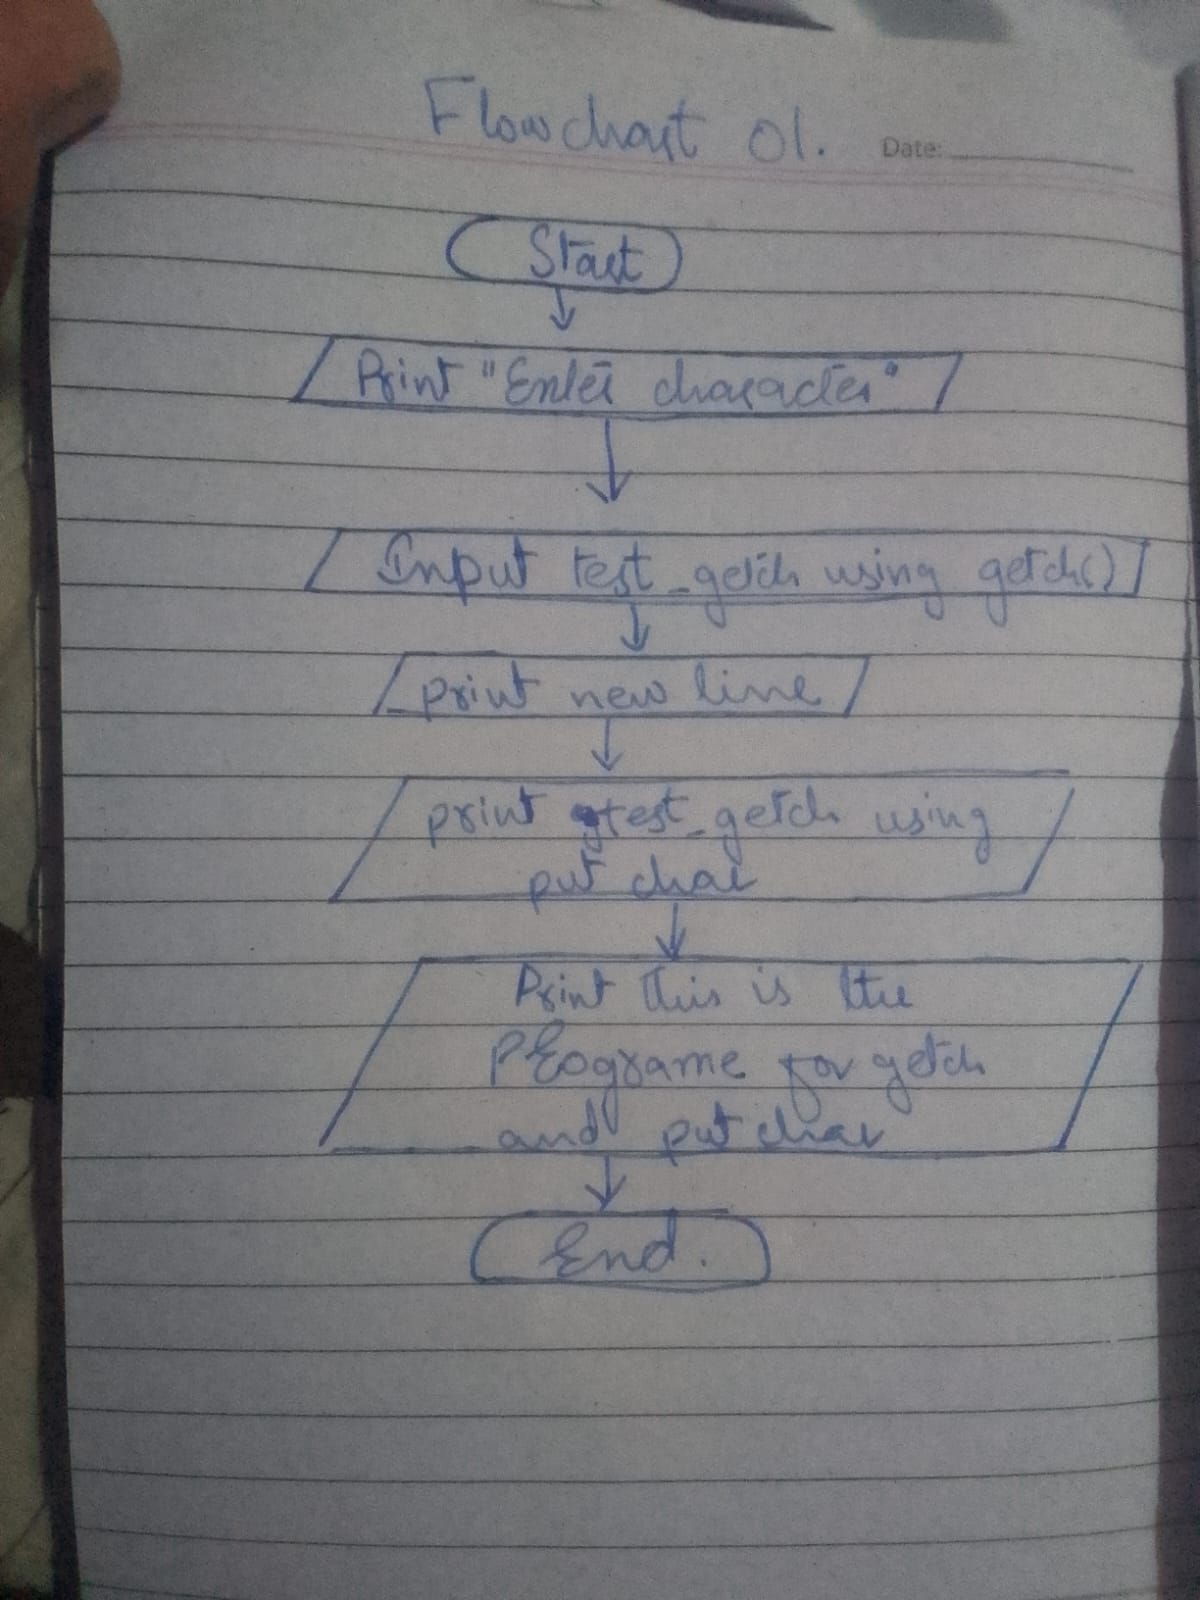 Flowchart 01.
Date:
Start
Print "Enter character"
Input test_getch using getch()
print new line
print test_getch using
put char
Print this is the
programe for getch
and put char
End.